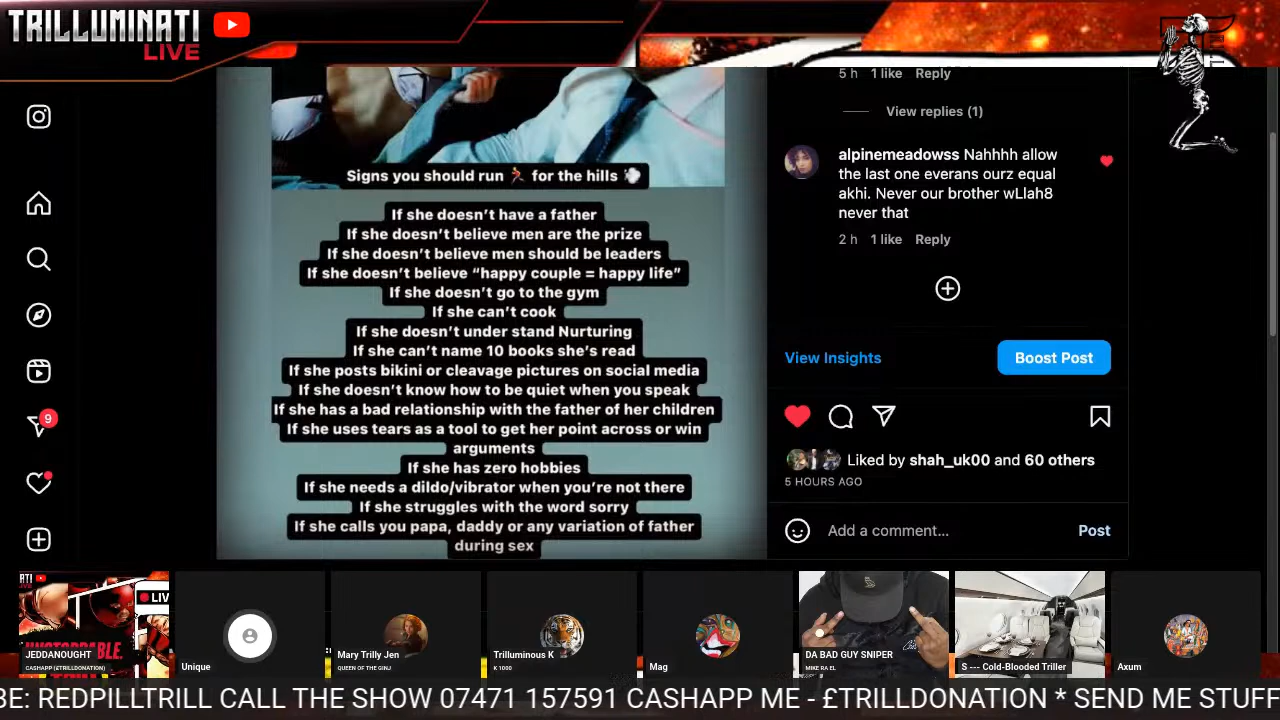 TRILLUMINATI
LIVE
5 h 1 like Reply
View replies (1)
alpinemeadowss Nahhhh allow
the last one everans ourz equal
akhi. Never our brother wLlah8
never that
2 h 1 like Reply
View Insights
Boost Post
Liked by shah_uk00 and 60 others
5 HOURS AGO
Add a comment...
Post
9
Signs you should run 🏃 for the hills 💨
If she doesn't have a father
If she doesn't believe men are the prize
If she doesn't believe men should be leaders
If she doesn't believe “happy couple = happy life”
If she doesn't go to the gym
If she can't cook
If she doesn't under stand Nurturing
If she can't name 10 books she's read
If she posts bikini or cleavage pictures on social media
If she doesn't know how to be quiet when you speak
If she has a bad relationship with the father of her children
If she uses tears as a tool to get her point across or win
arguments
If she has zero hobbies
If she needs a dildo/vibrator when you're not there
If she struggles with the word sorry
If she calls you papa, daddy or any variation of father
during sex
JEDDANOUGHT
CASHAPP (£TRILLDONATION)
Unique
Mary Trilly Jen
QUEEN OF THE GINJ
Trilluminous K
K 1000
Mag
DA BAD GUY SNIPER
MIKE RA EL
S --- Cold-Blooded Triller
Axum
BE: REDPILLTRILL CALL THE SHOW 07471 157591 CASHAPP ME - £TRILLDONATION * SEND ME STUFF